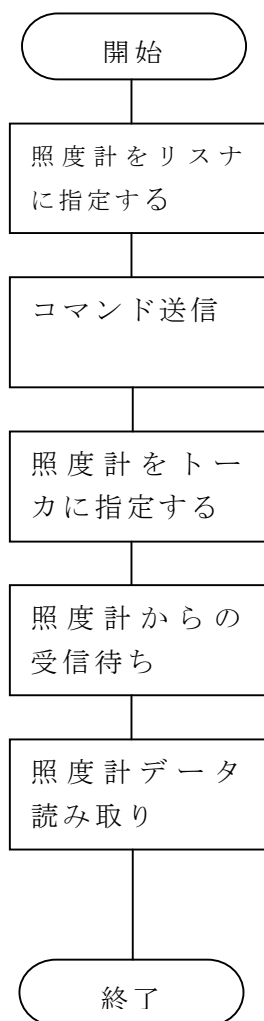 開始
照度計をリスナ
に指定する
コマンド送信
照度計をトー
カに指定する
照度計からの
受信待ち
照度計データ
読み取り
終了